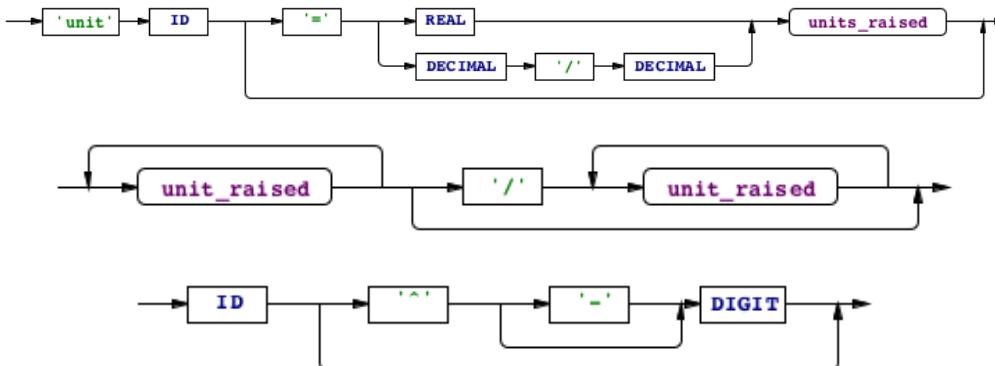 'unit' ID '=' REAL units_raised
DECIMAL '/' DECIMAL
unit_raised '/' unit_raised
ID '^' '-' DIGIT